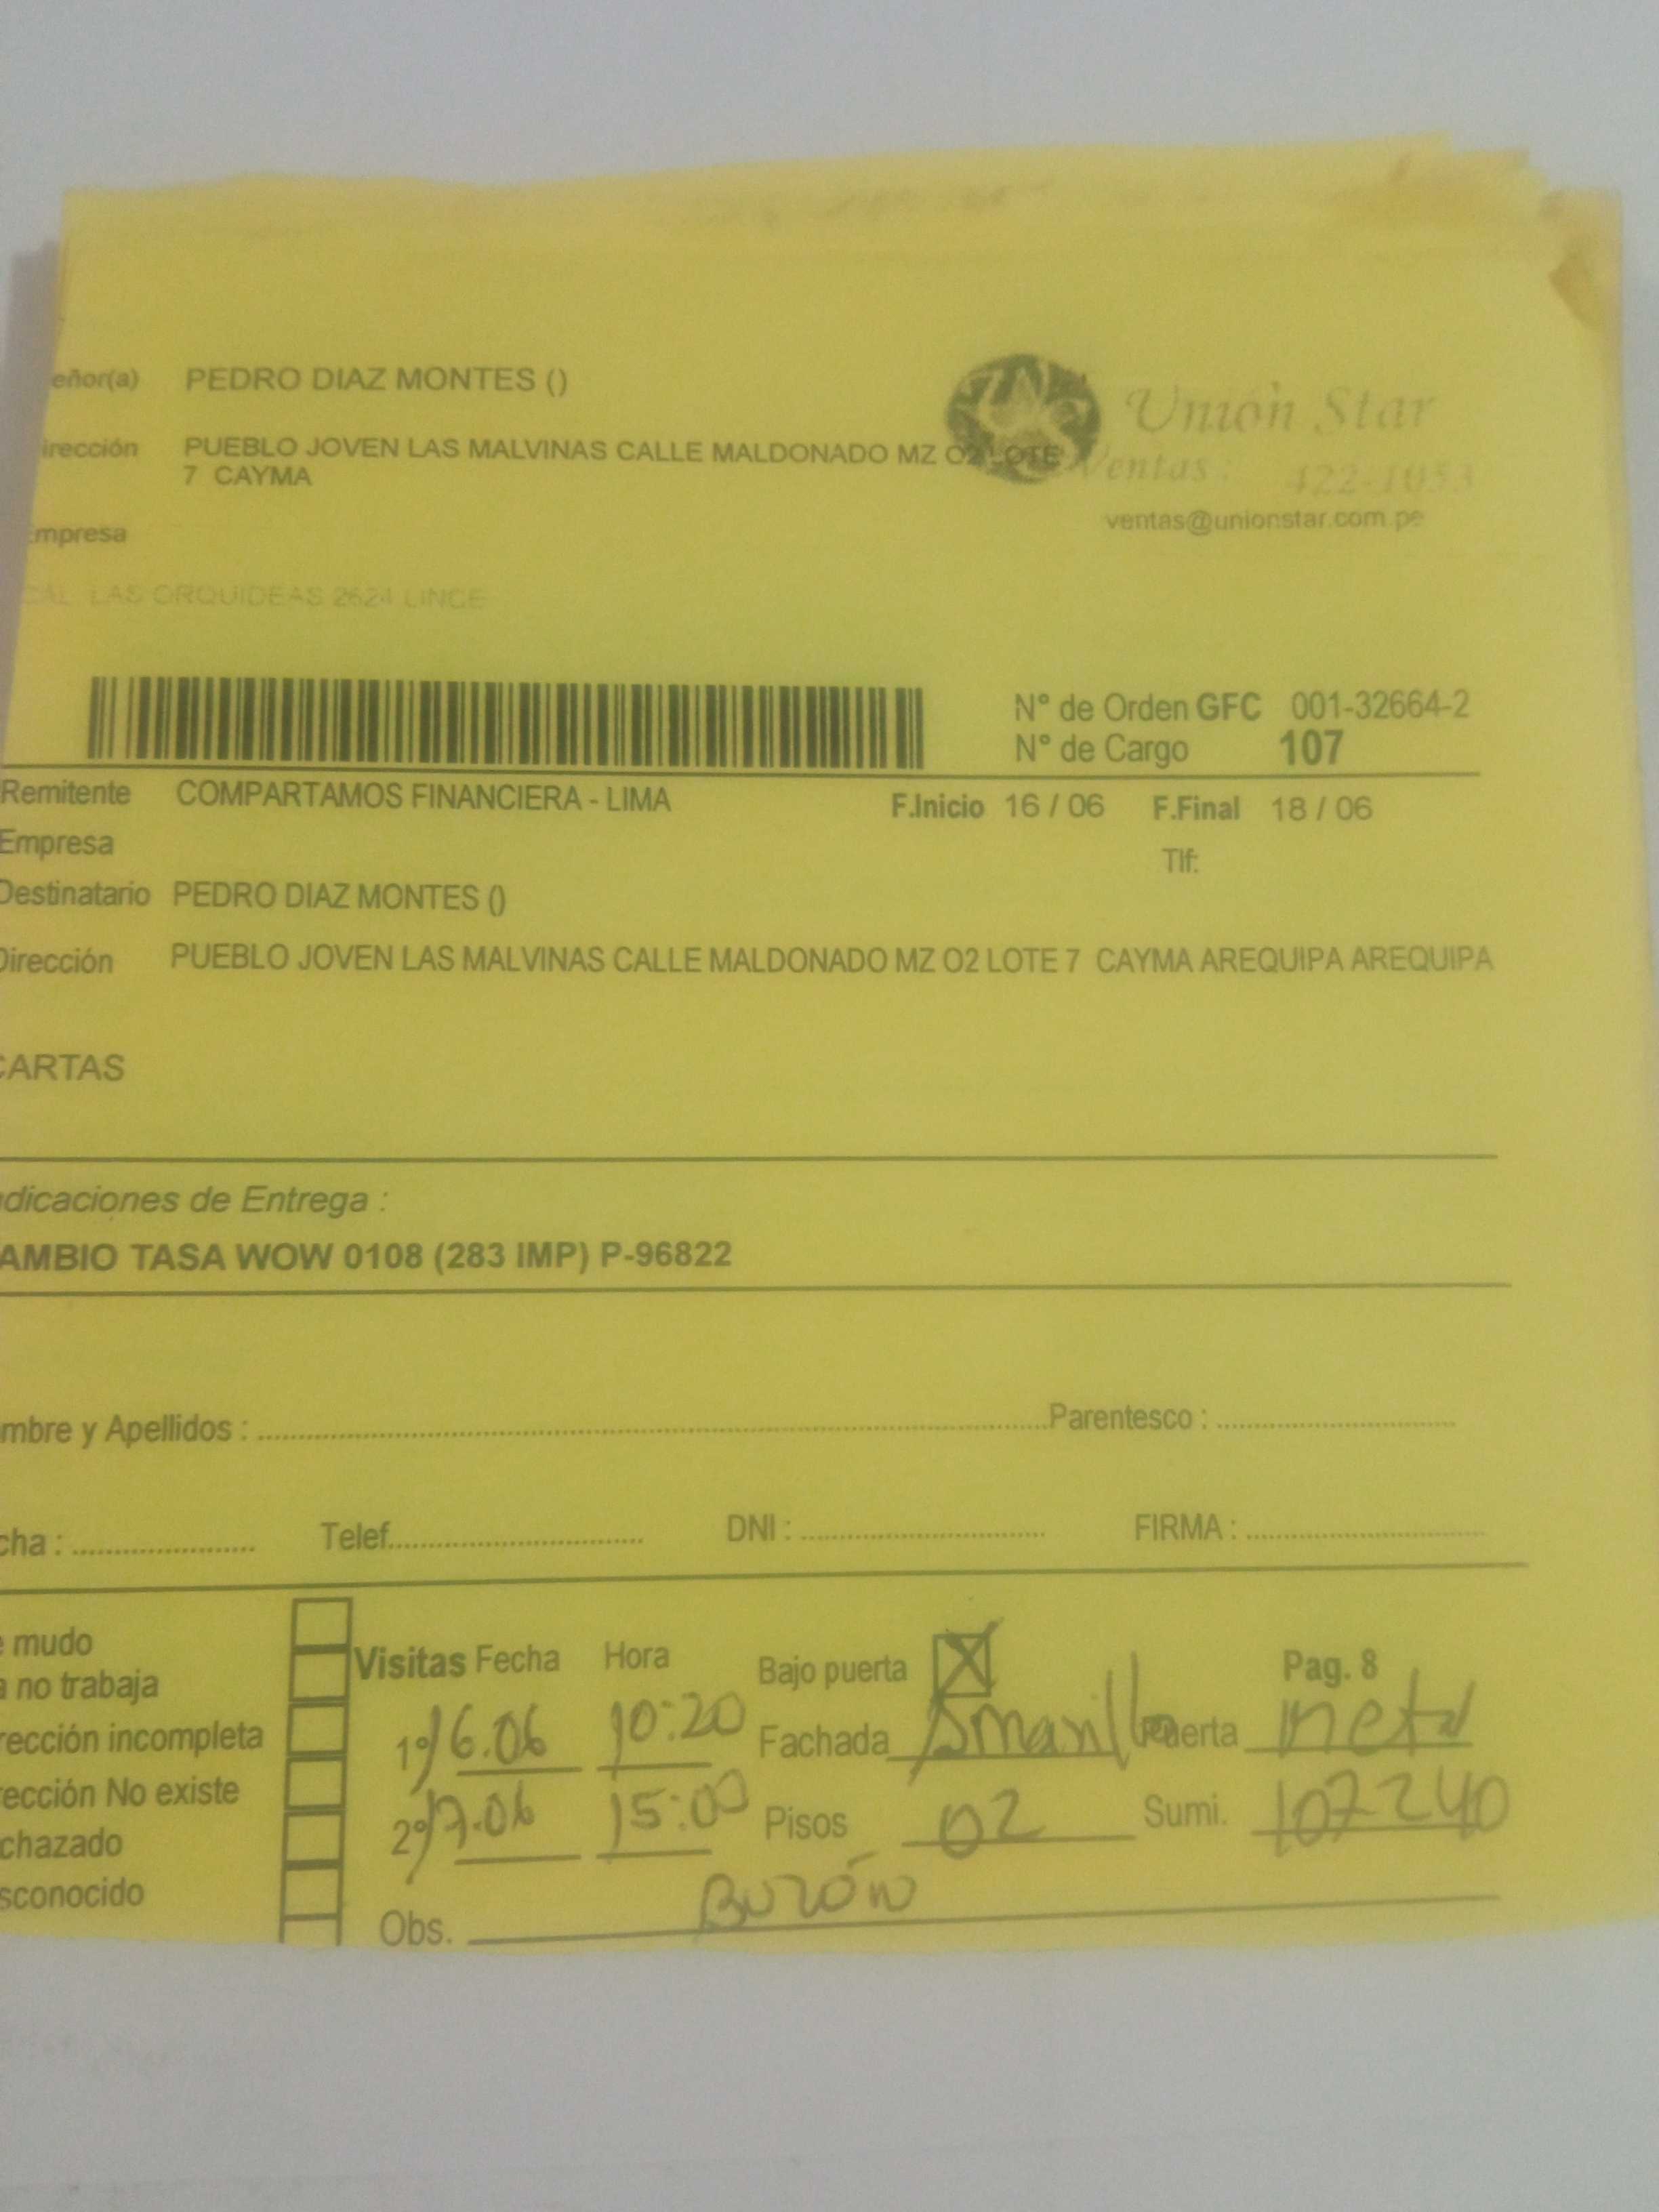 eñor(a) PEDRO DIAZ MONTES ()
Unión Star
irección PUEBLO JOVEN LAS MALVINAS CALLE MALDONADO MZ O2 LOTE
7 CAYMA
Ventas: 422-1053
ventas@unionstar.com.pe
mpresa
CAL LAS ORQUIDEAS 2624 LINCE
N° de Orden GFC 001-32664-2
N° de Cargo 107
Remitente COMPARTAMOS FINANCIERA - LIMA F.Inicio 16 / 06 F.Final 18 / 06
Empresa Tlf:
Destinatario PEDRO DIAZ MONTES ()
Dirección PUEBLO JOVEN LAS MALVINAS CALLE MALDONADO MZ O2 LOTE 7 CAYMA AREQUIPA AREQUIPA
CARTAS
ndicaciones de Entrega :
AMBIO TASA WOW 0108 (283 IMP) P-96822
mbre y Apellidos : Parentesco :
cha : Telef. DNI : FIRMA :
e mudo
a no trabaja
rección incompleta
rección No existe
chazado
sconocido
Visitas Fecha Hora Bajo puerta X Pag. 8
1° 16.06 10:20 Fachada Amarillo Puerta metal
2° 17.06 15:00 Pisos 02 Sumi. 107240
Obs. Buzón